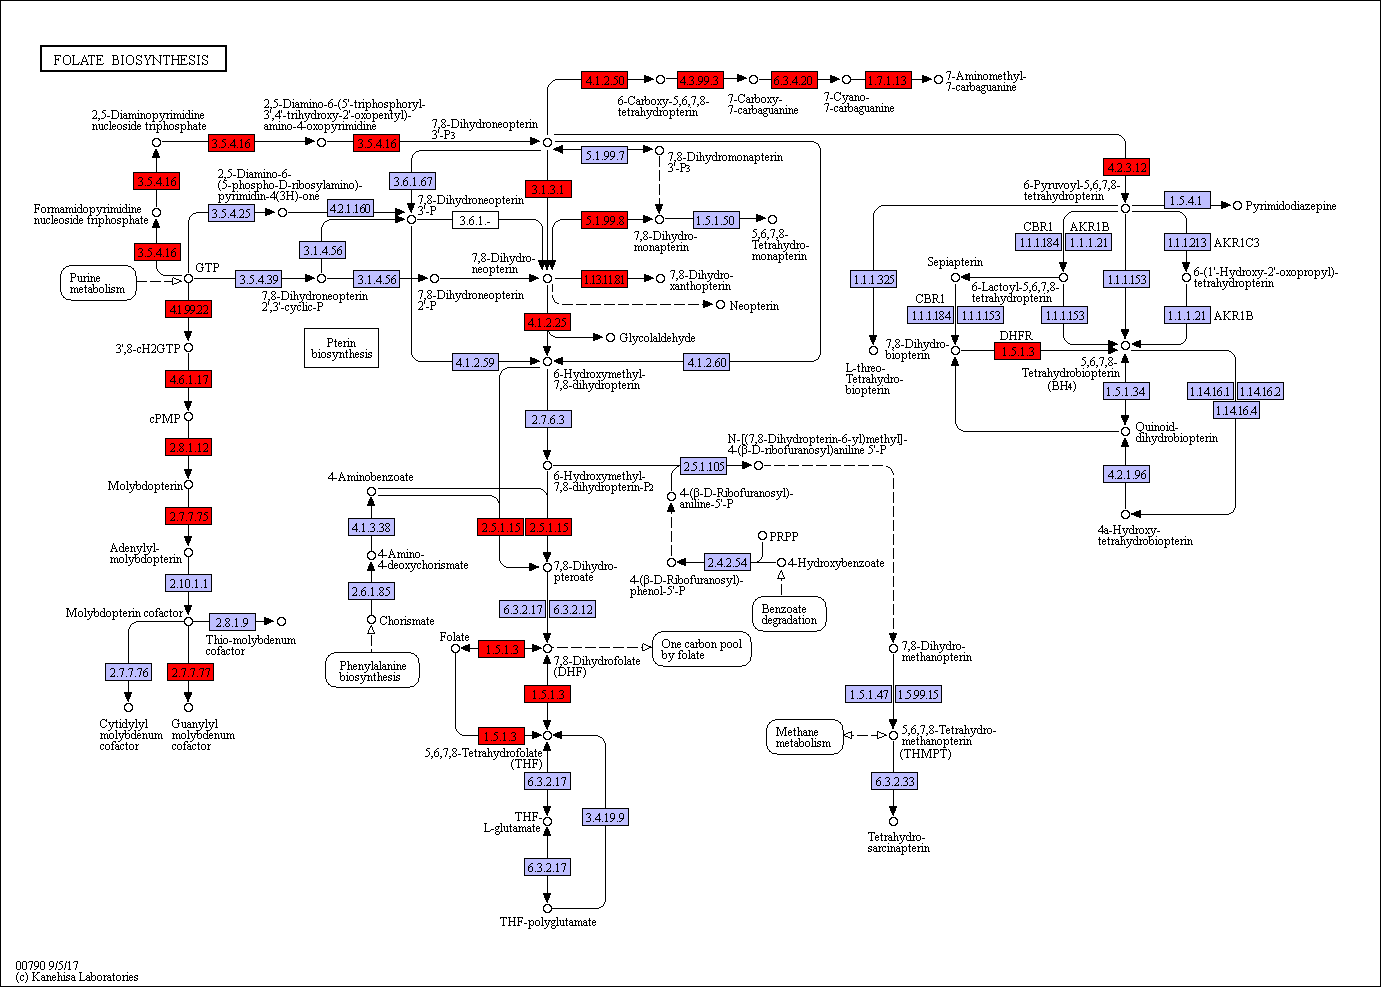 FOLATE BIOSYNTHESIS
4.1.2.50
4.3.99.3
6.3.4.20
1.7.1.13
7-Aminomethyl-
7-carbaguanine
6-Carboxy-5,6,7,8-
tetrahydropterin
7-Carboxy-
7-carbaguanine
7-Cyano-
7-carbaguanine
2,5-Diaminopyrimidine
nucleoside triphosphate
2,5-Diamino-6-(5'-triphosphoryl-
3',4'-trihydroxy-2'-oxopentyl)-
amino-4-oxopyrimidine
7,8-Dihydroneopterin
3'-P3
3.5.4.16
3.5.4.16
5.1.99.7
7,8-Dihydromonapterin
3'-P3
4.2.3.12
3.5.4.16
2,5-Diamino-6-
(5-phospho-D-ribosylamino)-
pyrimidin-4(3H)-one
3.6.1.67
3.1.3.1
6-Pyruvoyl-5,6,7,8-
tetrahydropterin
1.5.4.1
Pyrimidodiazepine
Formamidopyrimidine
nucleoside triphosphate
3.5.4.25
4.2.1.160
7,8-Dihydroneopterin
3'-P
3.6.1.-
5.1.99.8
1.5.1.50
7,8-Dihydro-
monapterin
5,6,7,8-
Tetrahydro-
monapterin
CBR1
1.1.1.184
AKR1B
1.1.1.21
1.1.1.213
AKR1C3
3.5.4.16
3.1.4.56
GTP
Purine
metabolism
3.5.4.39
3.1.4.56
7,8-Dihydro-
neopterin
1.13.11.81
7,8-Dihydro-
xanthopterin
Sepiapterin
1.1.1.325
6-Lactoyl-5,6,7,8-
tetrahydropterin
1.1.1.153
6-(1'-Hydroxy-2'-oxopropyl)-
tetrahydropterin
7,8-Dihydroneopterin
2',3'-cyclic-P
7,8-Dihydroneopterin
2'-P
Neopterin
4.1.99.22
4.1.2.25
Glycolaldehyde
CBR1
1.1.1.184
1.1.1.153
1.1.1.153
1.1.1.21
AKR1B
Pterin
biosynthesis
3',8-cH2GTP
4.1.2.59
4.1.2.60
7,8-Dihydro-
biopterin
DHFR
1.5.1.3
5,6,7,8-
Tetrahydrobiopterin
(BH4)
6-Hydroxymethyl-
7,8-dihydropterin
L-threo-
Tetrahydro-
biopterin
4.6.1.17
1.5.1.34
1.14.16.1
1.14.16.2
1.14.16.4
cPMP
2.7.6.3
Quinoid-
dihydrobiopterin
2.8.1.12
N-[(7,8-Dihydropterin-6-yl)methyl]-
4-(β-D-ribofuranosyl)aniline 5'-P
2.5.1.105
4.2.1.96
Molybdopterin
4-Aminobenzoate
6-Hydroxymethyl-
7,8-dihydropterin-P2
4-(β-D-Ribofuranosyl)-
aniline-5'-P
2.7.7.75
4.1.3.38
2.5.1.15
2.5.1.15
4a-Hydroxy-
tetrahydrobiopterin
PRPP
Adenylyl-
molybdopterin
4-Amino-
4-deoxychorismate
7,8-Dihydro-
pteroate
2.4.2.54
4-Hydroxybenzoate
4-(β-D-Ribofuranosyl)-
phenol-5'-P
2.10.1.1
2.6.1.85
6.3.2.17
6.3.2.12
Benzoate
degradation
Molybdopterin cofactor
2.8.1.9
Thio-molybdenum
cofactor
Chorismate
Folate
1.5.1.3
7,8-Dihydrofolate
(DHF)
One carbon pool
by folate
7,8-Dihydro-
methanopterin
Phenylalanine
biosynthesis
2.7.7.76
2.7.7.77
1.5.1.3
1.5.1.47
1.5.99.15
Cytidylyl
molybdenum
cofactor
Guanylyl
molybdenum
cofactor
1.5.1.3
5,6,7,8-Tetrahydrofolate
(THF)
Methane
metabolism
5,6,7,8-Tetrahydro-
methanopterin
(THMPT)
6.3.2.17
6.3.2.33
THF-
L-glutamate
3.4.19.9
Tetrahydro-
sarcinapterin
6.3.2.17
THF-polyglutamate
00790 9/5/17
(c) Kanehisa Laboratories